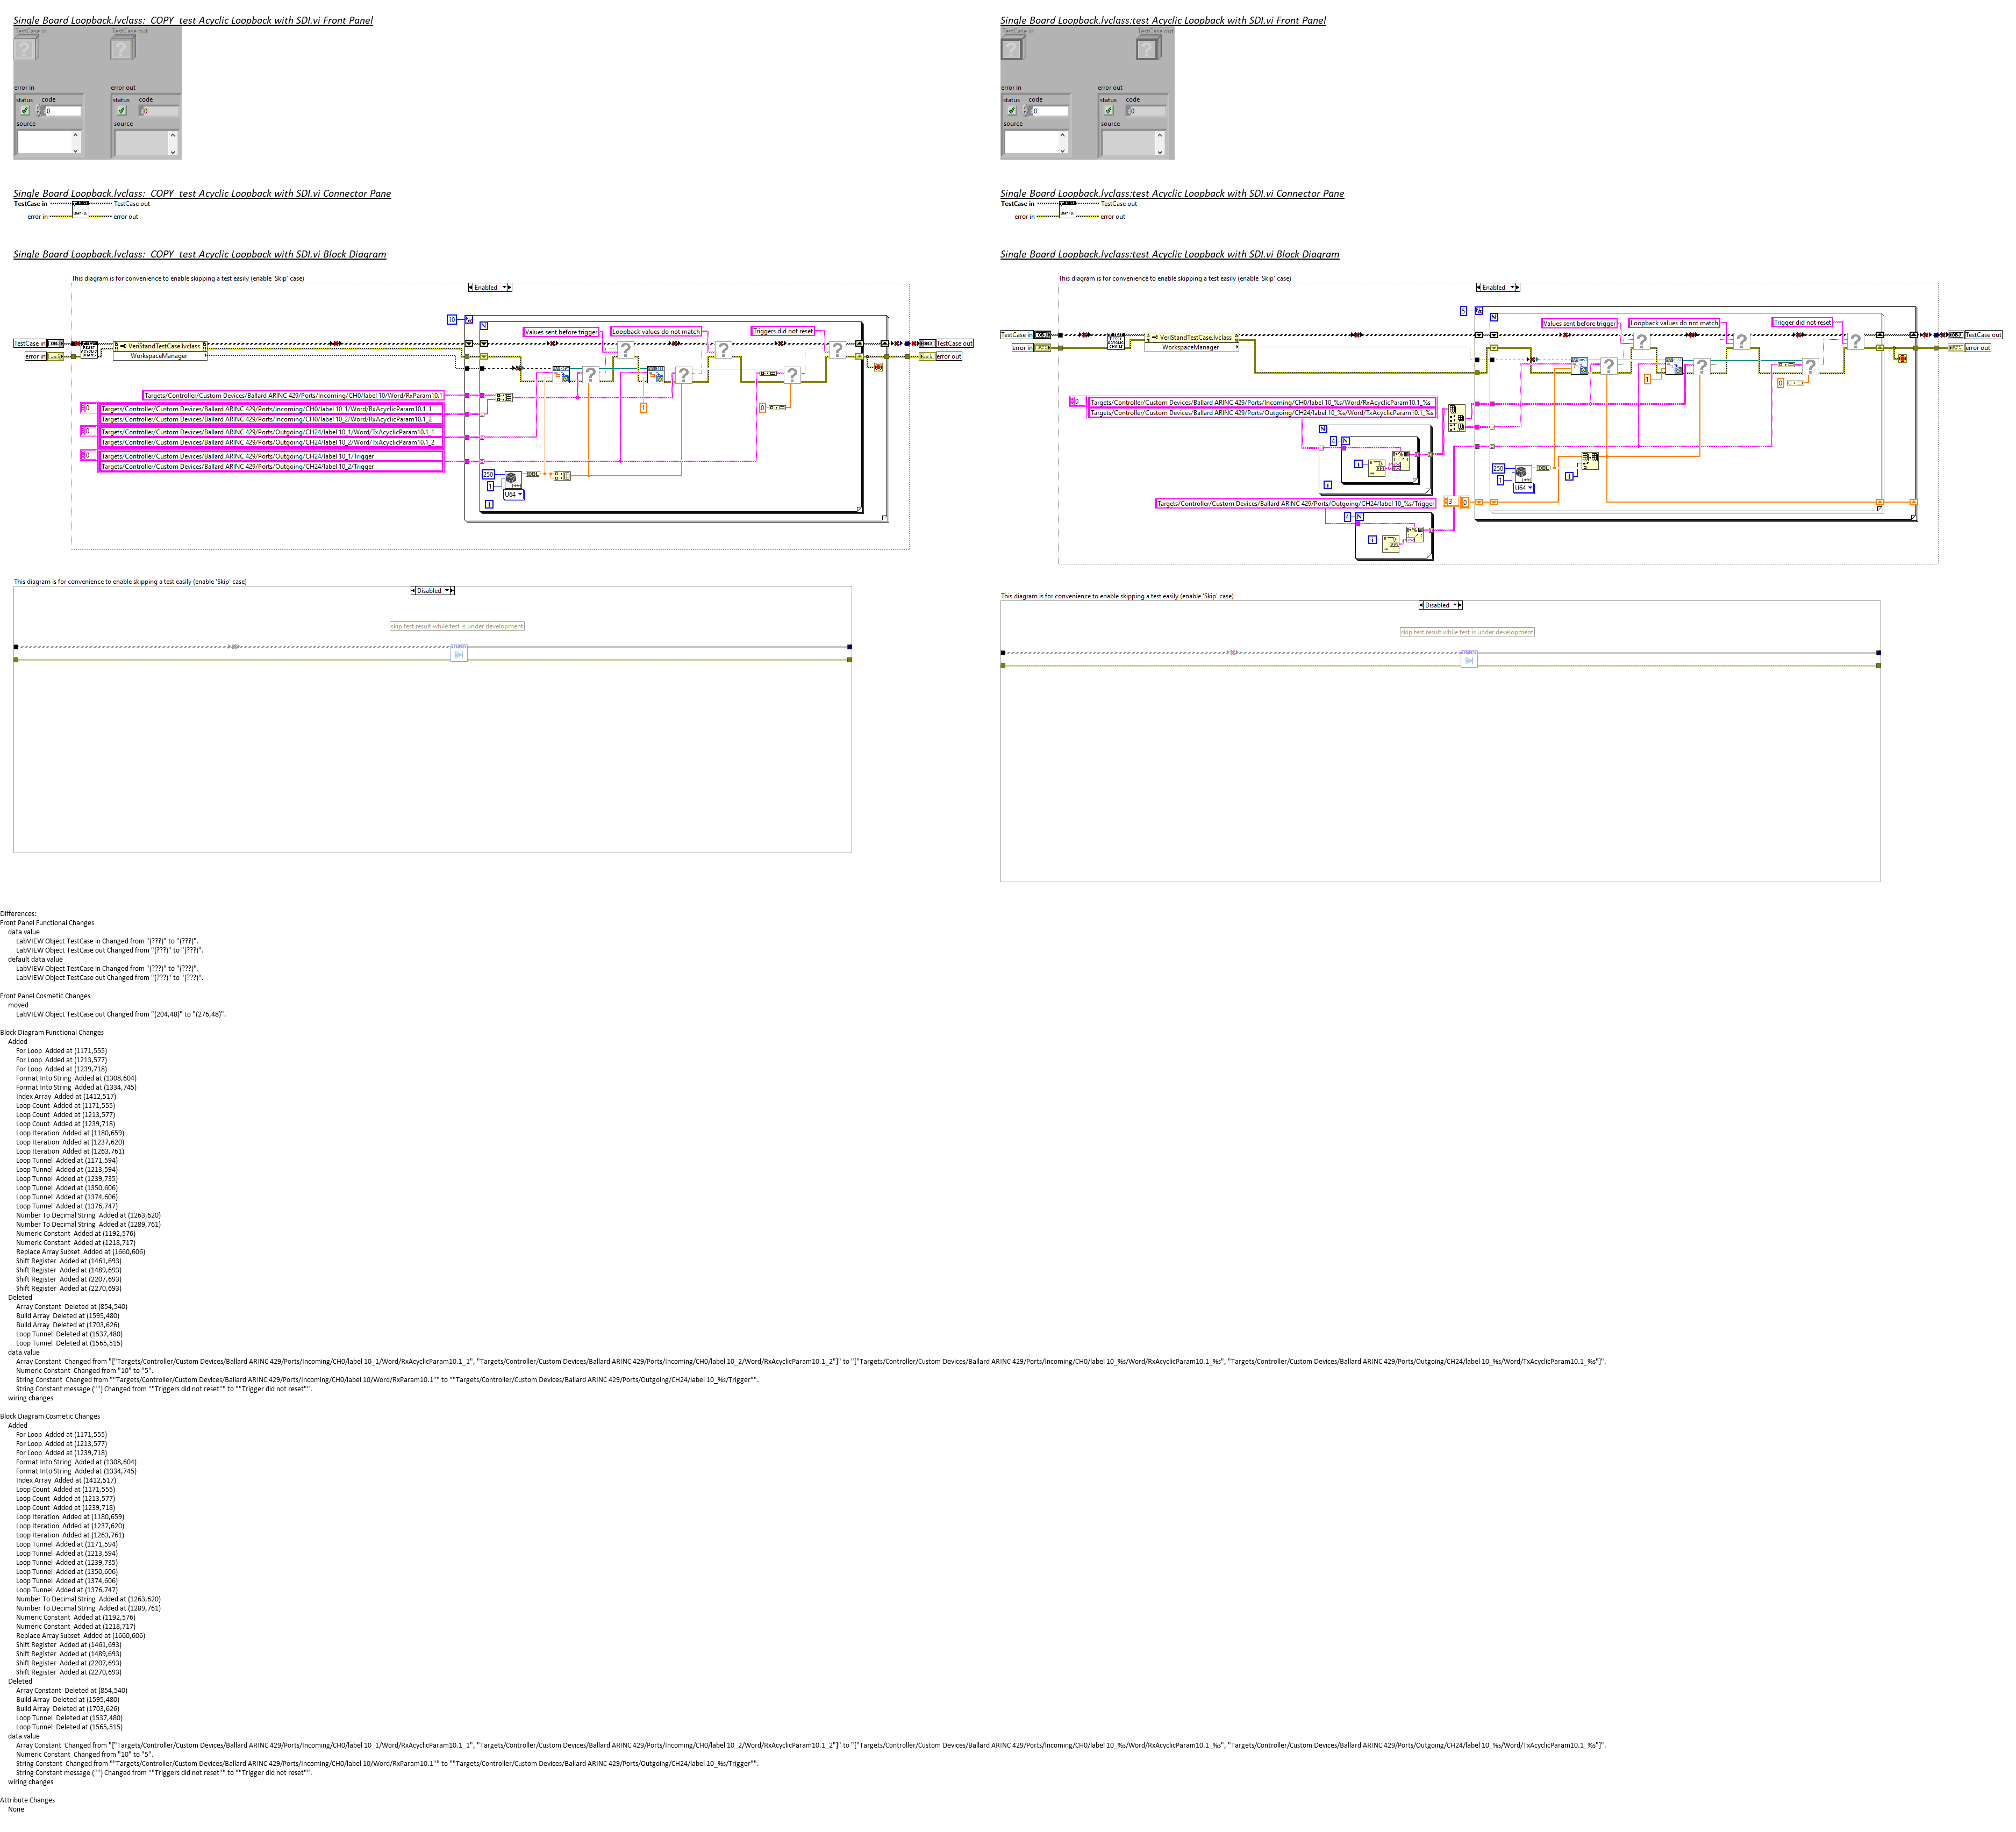 Single Board Loopback.lvclass:  COPY  test Acyclic Loopback with SDI.vi Front Panel
TestCase in
TestCase out
error in
error out
status
code
status
code
0
0
source
source
Single Board Loopback.lvclass:  COPY  test Acyclic Loopback with SDI.vi Connector Pane
TestCase in
TestCase out
error in
error out
Single Board Loopback.lvclass:  COPY  test Acyclic Loopback with SDI.vi Block Diagram
This diagram is for convenience to enable skipping a test easily (enable 'Skip' case)
Enabled
10
N
Values sent before trigger
Loopback values do not match
Triggers did not reset
TestCase in
VeriStandTestCase.lvclass
TestCase out
error in
WorkspaceManager
error out
Targets/Controller/Custom Devices/Ballard ARINC 429/Ports/Incoming/CH0/label 10/Word/RxParam10.1
0
Targets/Controller/Custom Devices/Ballard ARINC 429/Ports/Incoming/CH0/label 10_1/Word/RxAcyclicParam10.1_1
1
0
Targets/Controller/Custom Devices/Ballard ARINC 429/Ports/Incoming/CH0/label 10_2/Word/RxAcyclicParam10.1_2
0
Targets/Controller/Custom Devices/Ballard ARINC 429/Ports/Outgoing/CH24/label 10_1/Word/TxAcyclicParam10.1_1
Targets/Controller/Custom Devices/Ballard ARINC 429/Ports/Outgoing/CH24/label 10_2/Word/TxAcyclicParam10.1_2
0
Targets/Controller/Custom Devices/Ballard ARINC 429/Ports/Outgoing/CH24/label 10_1/Trigger
Targets/Controller/Custom Devices/Ballard ARINC 429/Ports/Outgoing/CH24/label 10_2/Trigger
250
1
U64
i
This diagram is for convenience to enable skipping a test easily (enable 'Skip' case)
Disabled
skip test result while test is under development
Single Board Loopback.lvclass:test Acyclic Loopback with SDI.vi Front Panel
TestCase in
TestCase out
error in
error out
status
code
status
code
0
0
source
source
Single Board Loopback.lvclass:test Acyclic Loopback with SDI.vi Connector Pane
TestCase in
TestCase out
error in
error out
Single Board Loopback.lvclass:test Acyclic Loopback with SDI.vi Block Diagram
This diagram is for convenience to enable skipping a test easily (enable 'Skip' case)
Enabled
5
N
Values sent before trigger
Loopback values do not match
Trigger did not reset
TestCase in
VeriStandTestCase.lvclass
TestCase out
error in
WorkspaceManager
error out
1
0
0
Targets/Controller/Custom Devices/Ballard ARINC 429/Ports/Incoming/CH0/label 10_%s/Word/RxAcyclicParam10.1_%s
Targets/Controller/Custom Devices/Ballard ARINC 429/Ports/Outgoing/CH24/label 10_%s/Word/TxAcyclicParam10.1_%s
N
4
N
i
i
250
1
U64
i
Targets/Controller/Custom Devices/Ballard ARINC 429/Ports/Outgoing/CH24/label 10_%s/Trigger
3
0
4
N
i
This diagram is for convenience to enable skipping a test easily (enable 'Skip' case)
Disabled
skip test result while test is under development
Differences:
Front Panel Functional Changes
data value
LabVIEW Object TestCase in Changed from "(???)" to "(???)".
LabVIEW Object TestCase out Changed from "(???)" to "(???)".
default data value
LabVIEW Object TestCase in Changed from "(???)" to "(???)".
LabVIEW Object TestCase out Changed from "(???)" to "(???)".
Front Panel Cosmetic Changes
moved
LabVIEW Object TestCase out Changed from "(204,48)" to "(276,48)".
Block Diagram Functional Changes
Added
For Loop  Added at (1171,555)
For Loop  Added at (1213,577)
For Loop  Added at (1239,718)
Format Into String  Added at (1308,604)
Format Into String  Added at (1334,745)
Index Array  Added at (1412,517)
Loop Count  Added at (1171,555)
Loop Count  Added at (1213,577)
Loop Count  Added at (1239,718)
Loop Iteration  Added at (1180,659)
Loop Iteration  Added at (1237,620)
Loop Iteration  Added at (1263,761)
Loop Tunnel  Added at (1171,594)
Loop Tunnel  Added at (1213,594)
Loop Tunnel  Added at (1239,735)
Loop Tunnel  Added at (1350,606)
Loop Tunnel  Added at (1374,606)
Loop Tunnel  Added at (1376,747)
Number To Decimal String  Added at (1263,620)
Number To Decimal String  Added at (1289,761)
Numeric Constant  Added at (1192,576)
Numeric Constant  Added at (1218,717)
Replace Array Subset  Added at (1660,606)
Shift Register  Added at (1461,693)
Shift Register  Added at (1489,693)
Shift Register  Added at (2207,693)
Shift Register  Added at (2270,693)
Deleted
Array Constant  Deleted at (854,540)
Build Array  Deleted at (1595,480)
Build Array  Deleted at (1703,626)
Loop Tunnel  Deleted at (1537,480)
Loop Tunnel  Deleted at (1565,515)
data value
Array Constant  Changed from "["Targets/Controller/Custom Devices/Ballard ARINC 429/Ports/Incoming/CH0/label 10_1/Word/RxAcyclicParam10.1_1", "Targets/Controller/Custom Devices/Ballard ARINC 429/Ports/Incoming/CH0/label 10_2/Word/RxAcyclicParam10.1_2"]" to "["Targets/Controller/Custom Devices/Ballard ARINC 429/Ports/Incoming/CH0/label 10_%s/Word/RxAcyclicParam10.1_%s", "Targets/Controller/Custom Devices/Ballard ARINC 429/Ports/Outgoing/CH24/label 10_%s/Word/TxAcyclicParam10.1_%s"]".
Numeric Constant  Changed from "10" to "5".
String Constant  Changed from ""Targets/Controller/Custom Devices/Ballard ARINC 429/Ports/Incoming/CH0/label 10/Word/RxParam10.1"" to ""Targets/Controller/Custom Devices/Ballard ARINC 429/Ports/Outgoing/CH24/label 10_%s/Trigger"".
String Constant message ("") Changed from ""Triggers did not reset"" to ""Trigger did not reset"".
wiring changes
Block Diagram Cosmetic Changes
Added
For Loop  Added at (1171,555)
For Loop  Added at (1213,577)
For Loop  Added at (1239,718)
Format Into String  Added at (1308,604)
Format Into String  Added at (1334,745)
Index Array  Added at (1412,517)
Loop Count  Added at (1171,555)
Loop Count  Added at (1213,577)
Loop Count  Added at (1239,718)
Loop Iteration  Added at (1180,659)
Loop Iteration  Added at (1237,620)
Loop Iteration  Added at (1263,761)
Loop Tunnel  Added at (1171,594)
Loop Tunnel  Added at (1213,594)
Loop Tunnel  Added at (1239,735)
Loop Tunnel  Added at (1350,606)
Loop Tunnel  Added at (1374,606)
Loop Tunnel  Added at (1376,747)
Number To Decimal String  Added at (1263,620)
Number To Decimal String  Added at (1289,761)
Numeric Constant  Added at (1192,576)
Numeric Constant  Added at (1218,717)
Replace Array Subset  Added at (1660,606)
Shift Register  Added at (1461,693)
Shift Register  Added at (1489,693)
Shift Register  Added at (2207,693)
Shift Register  Added at (2270,693)
Deleted
Array Constant  Deleted at (854,540)
Build Array  Deleted at (1595,480)
Build Array  Deleted at (1703,626)
Loop Tunnel  Deleted at (1537,480)
Loop Tunnel  Deleted at (1565,515)
data value
Array Constant  Changed from "["Targets/Controller/Custom Devices/Ballard ARINC 429/Ports/Incoming/CH0/label 10_1/Word/RxAcyclicParam10.1_1", "Targets/Controller/Custom Devices/Ballard ARINC 429/Ports/Incoming/CH0/label 10_2/Word/RxAcyclicParam10.1_2"]" to "["Targets/Controller/Custom Devices/Ballard ARINC 429/Ports/Incoming/CH0/label 10_%s/Word/RxAcyclicParam10.1_%s", "Targets/Controller/Custom Devices/Ballard ARINC 429/Ports/Outgoing/CH24/label 10_%s/Word/TxAcyclicParam10.1_%s"]".
Numeric Constant  Changed from "10" to "5".
String Constant  Changed from ""Targets/Controller/Custom Devices/Ballard ARINC 429/Ports/Incoming/CH0/label 10/Word/RxParam10.1"" to ""Targets/Controller/Custom Devices/Ballard ARINC 429/Ports/Outgoing/CH24/label 10_%s/Trigger"".
String Constant message ("") Changed from ""Triggers did not reset"" to ""Trigger did not reset"".
wiring changes
Attribute Changes
None